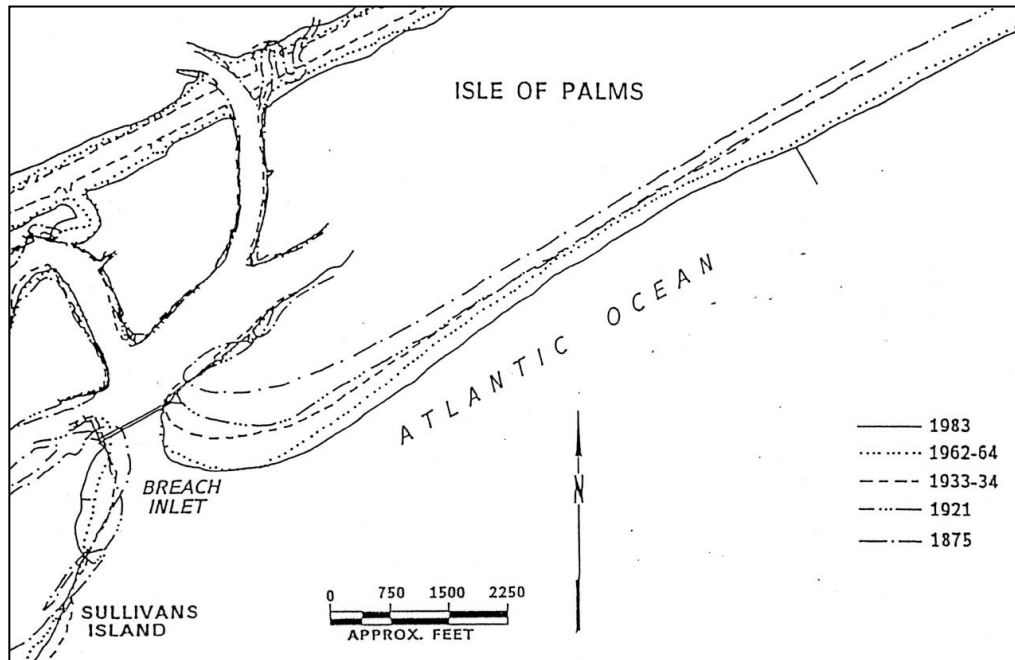 ISLE OF PALMS
ATLANTIC OCEAN
BREACH
INLET
SULLIVANS
ISLAND
N
0 750 1500 2250
APPROX. FEET
1983
1962-64
1933-34
1921
1875